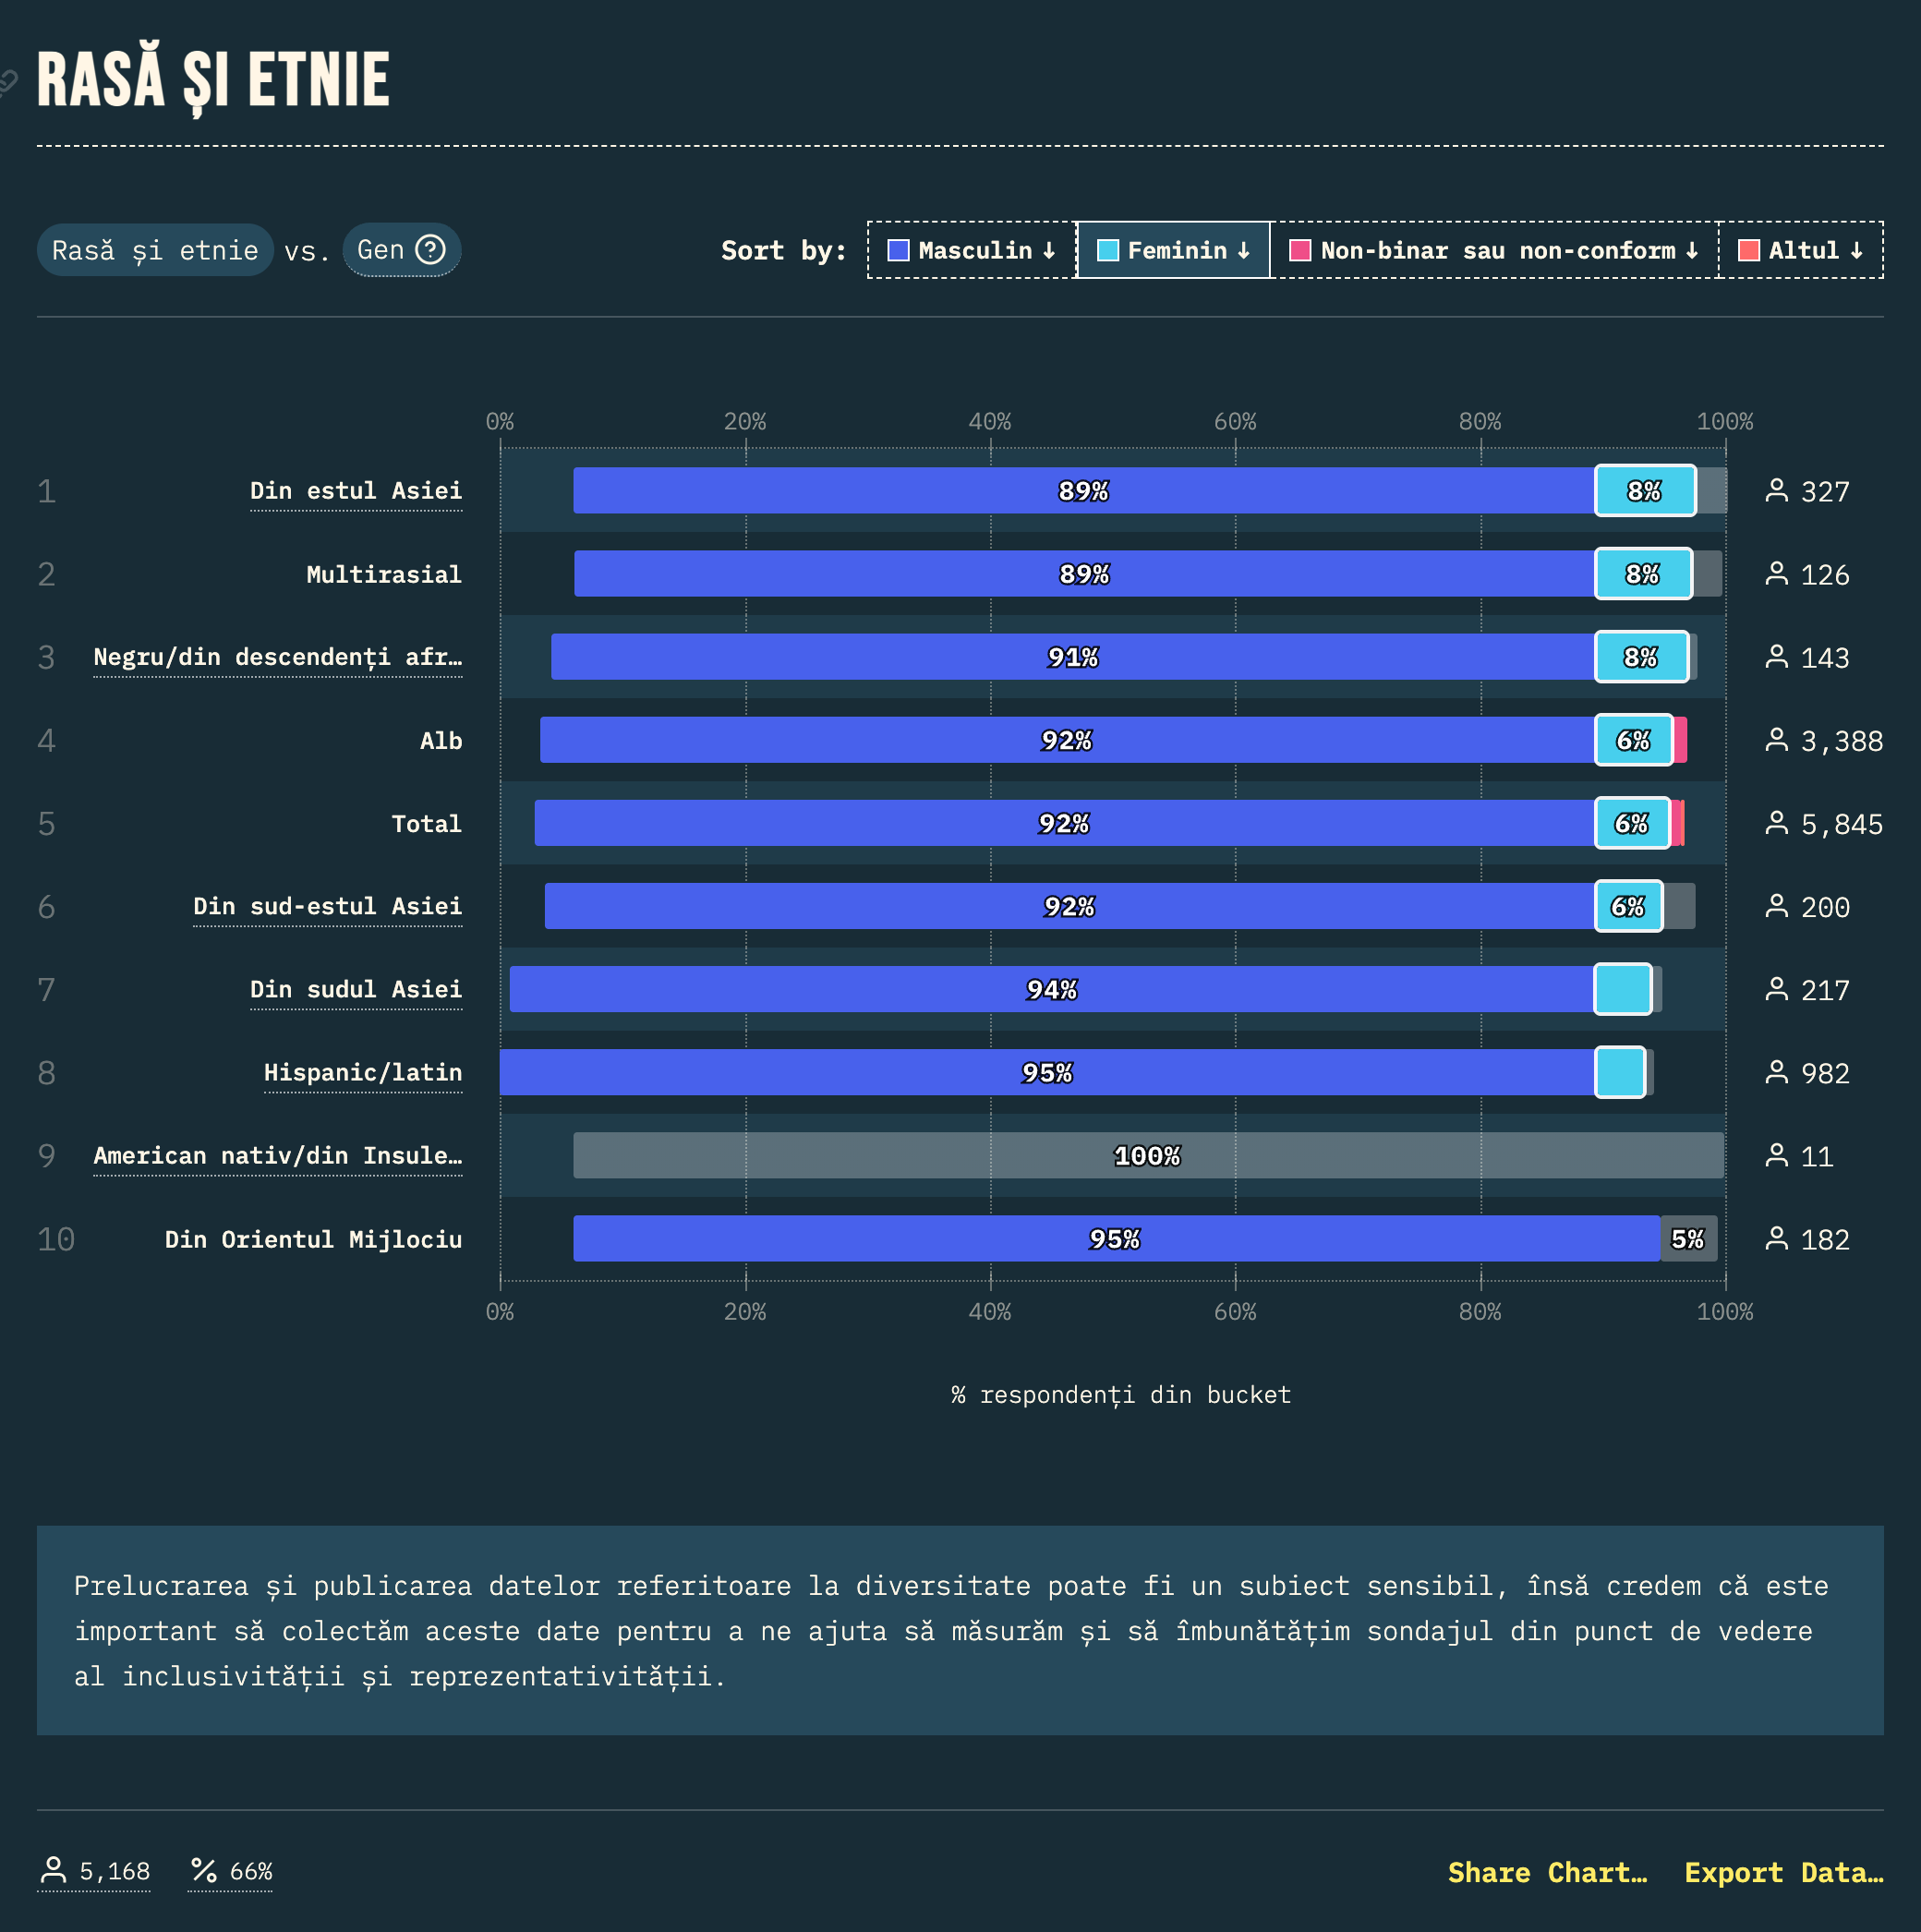 RASĂ ȘI ETNIE
Rasă și etnie vs. Gen
Sort by: Masculin ↓ Feminin ↓ Non-binar sau non-conform ↓ Altul ↓
0% 20% 40% 60% 80% 100%
1 Din estul Asiei 89% 8% 327
2 Multirasial 89% 8% 126
3 Negru/din descendenți afr… 91% 8% 143
4 Alb 92% 6% 3,388
5 Total 92% 6% 5,845
6 Din sud-estul Asiei 92% 6% 200
7 Din sudul Asiei 94% 217
8 Hispanic/latin 95% 982
9 American nativ/din Insule… 100% 11
10 Din Orientul Mijlociu 95% 5% 182
0% 20% 40% 60% 80% 100%
% respondenți din bucket
Prelucrarea și publicarea datelor referitoare la diversitate poate fi un subiect sensibil, însă credem că este
important să colectăm aceste date pentru a ne ajuta să măsurăm și să îmbunătățim sondajul din punct de vedere
al inclusivității și reprezentativității.
5,168 % 66% Share Chart… Export Data…